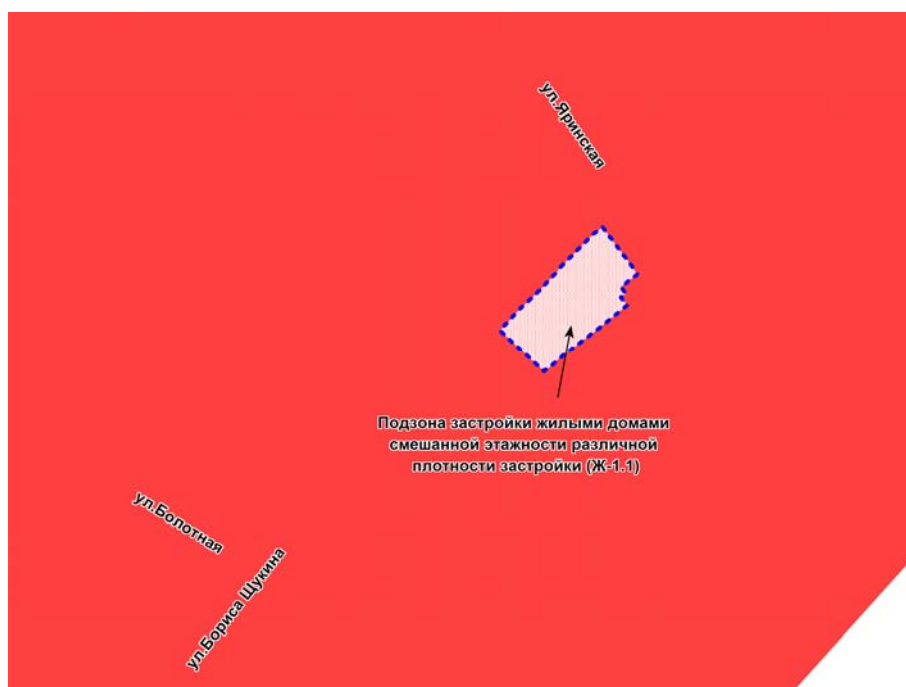 ул.Яринская
Подзона застройки жилыми домами
смешанной этажности различной
плотности застройки (Ж-1.1)
ул.Болотная
ул.Бориса Щукина